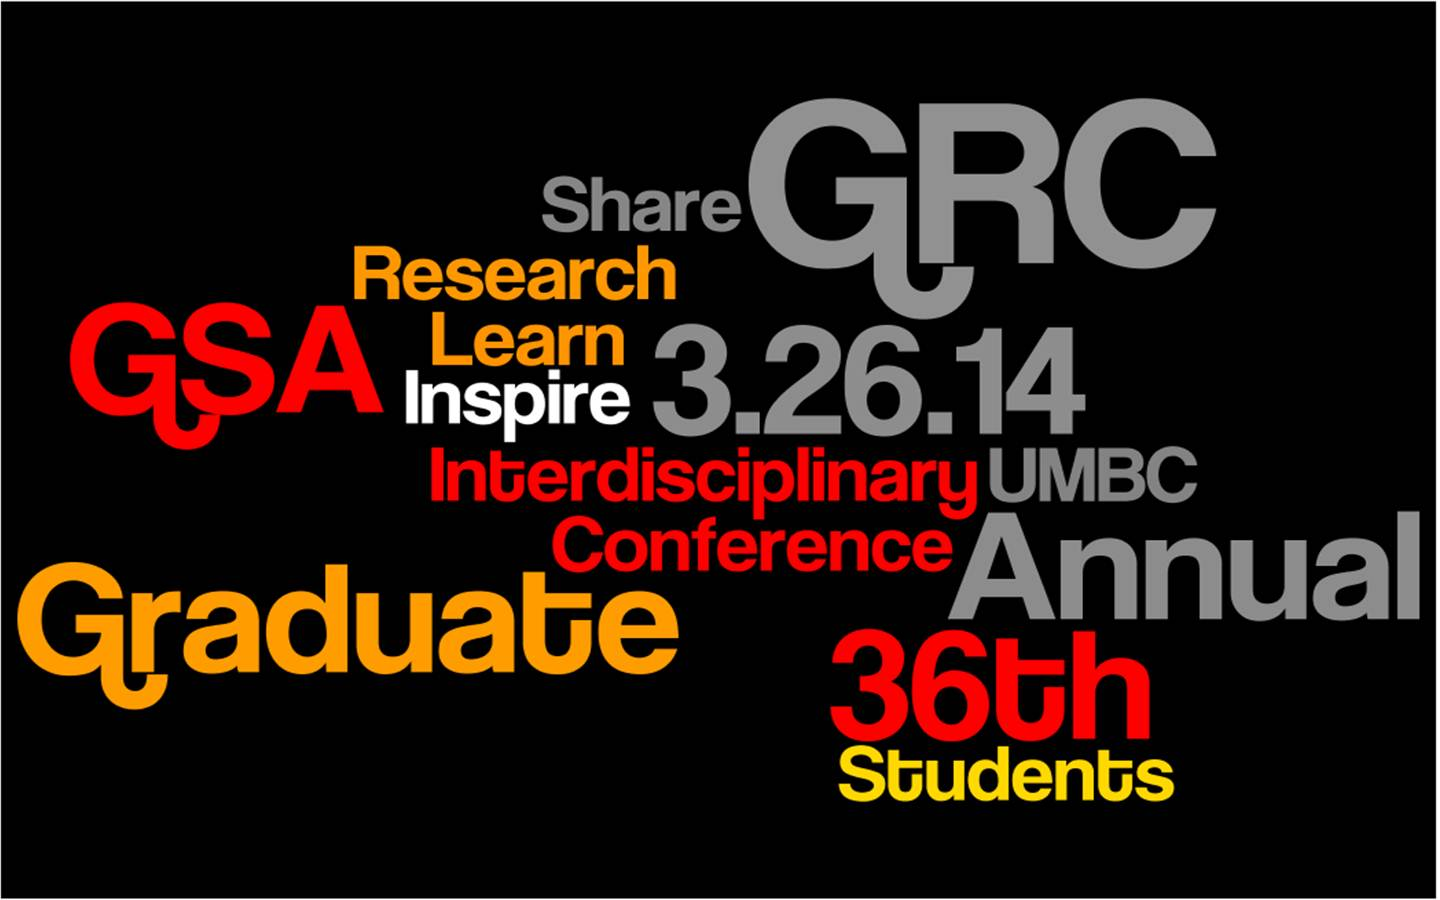 GRC
Share
Research
GSA
Learn
3.26.14
Inspire
Interdisciplinary
UMBC
Conference
Annual
Graduate
36th
Students